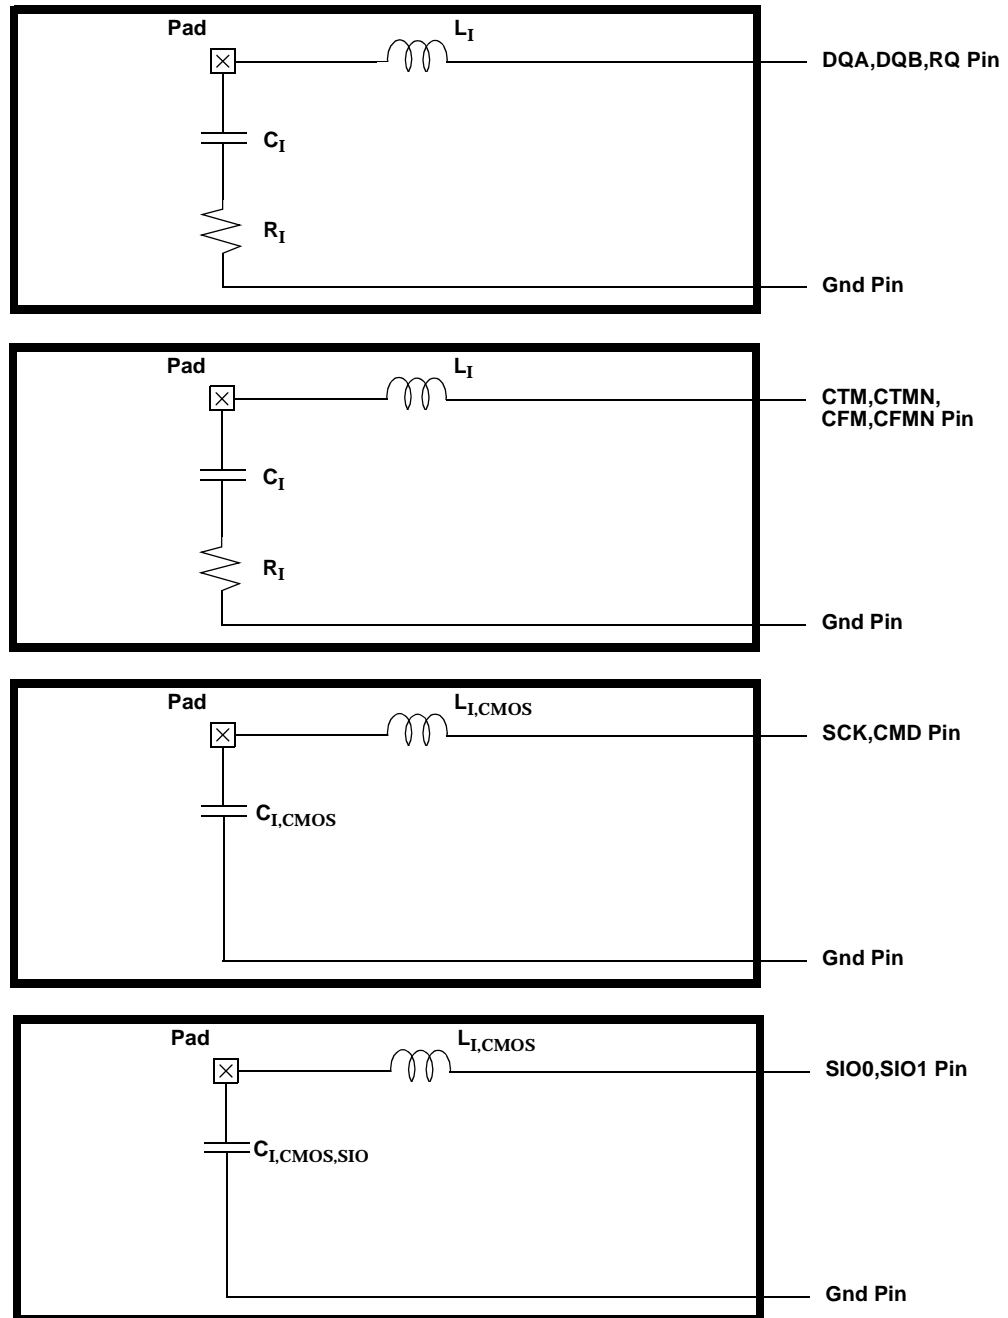 Pad
L_I
DQA,DQB,RQ Pin
C_I
R_I
Gnd Pin
Pad
L_I
CTM,CTMN,
CFM,CFMN Pin
C_I
R_I
Gnd Pin
Pad
L_I,CMOS
SCK,CMD Pin
C_I,CMOS
Gnd Pin
Pad
L_I,CMOS
SIO0,SIO1 Pin
C_I,CMOS,SIO
Gnd Pin